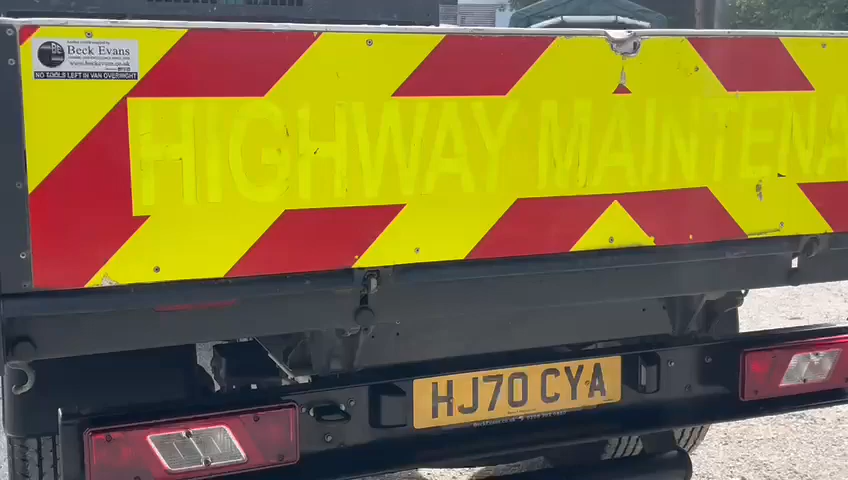 Beck Evans
www.beckevans.co.uk
NO TOOLS LEFT IN VAN OVERNIGHT
HIGHWAY MAINTENA
HJ70 CYA